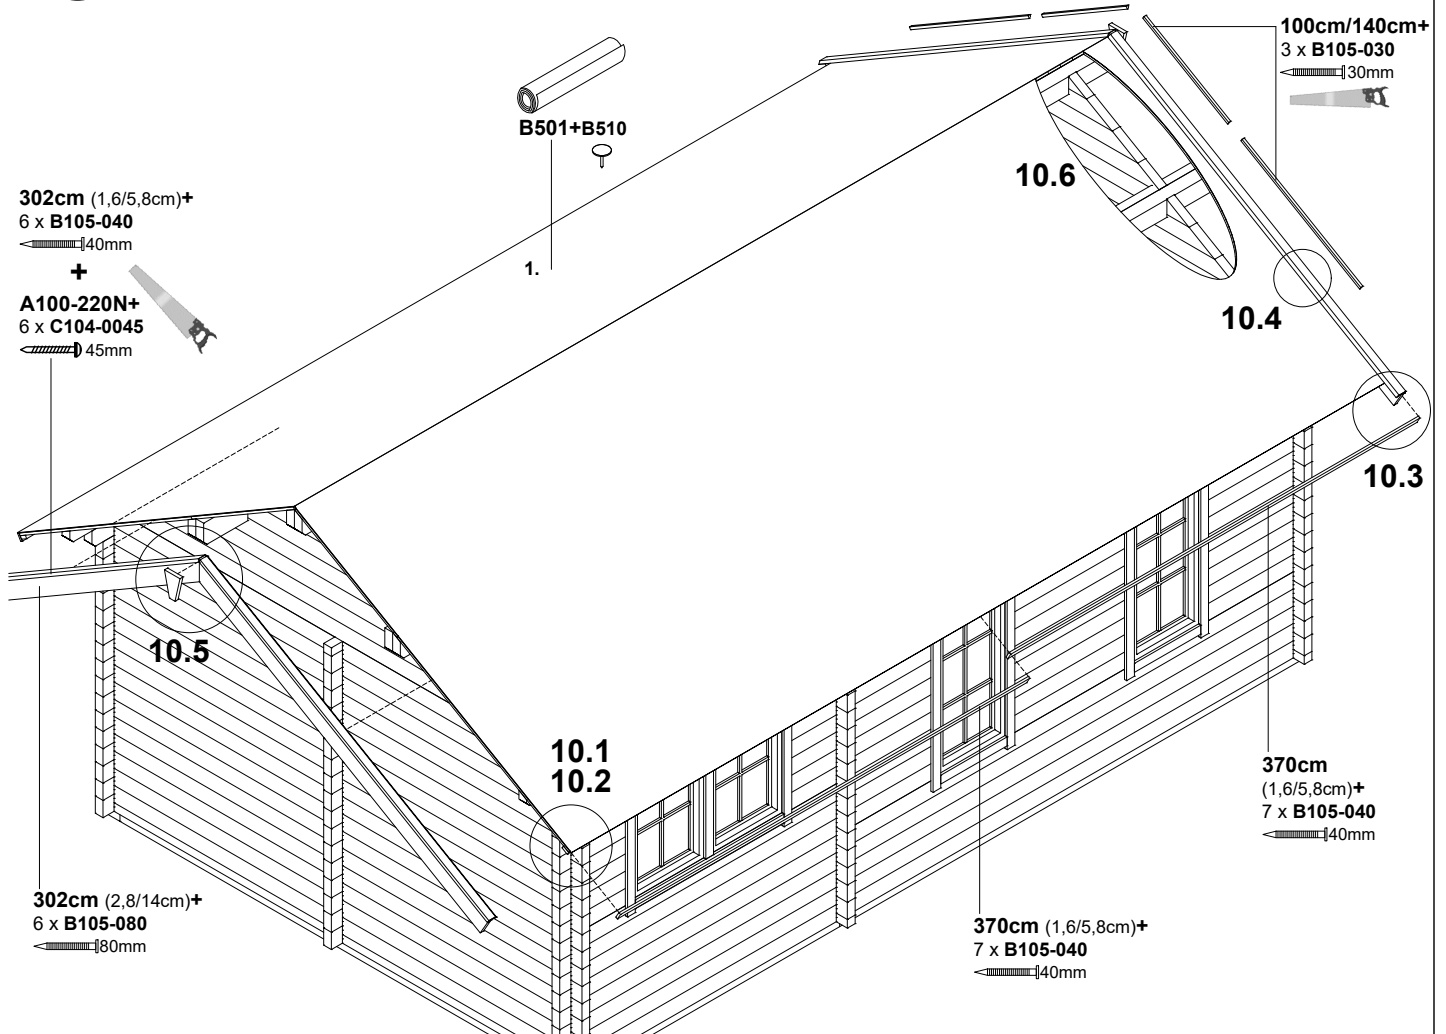 100cm/140cm+
3 x B105-030
30mm
B501+B510
1.
302cm (1,6/5,8cm)+
6 x B105-040
40mm
+
A100-220N+
6 x C104-0045
45mm
10.6
10.4
10.3
10.5
10.1
10.2
370cm
(1,6/5,8cm)+
7 x B105-040
40mm
302cm (2,8/14cm)+
6 x B105-080
80mm
370cm (1,6/5,8cm)+
7 x B105-040
40mm